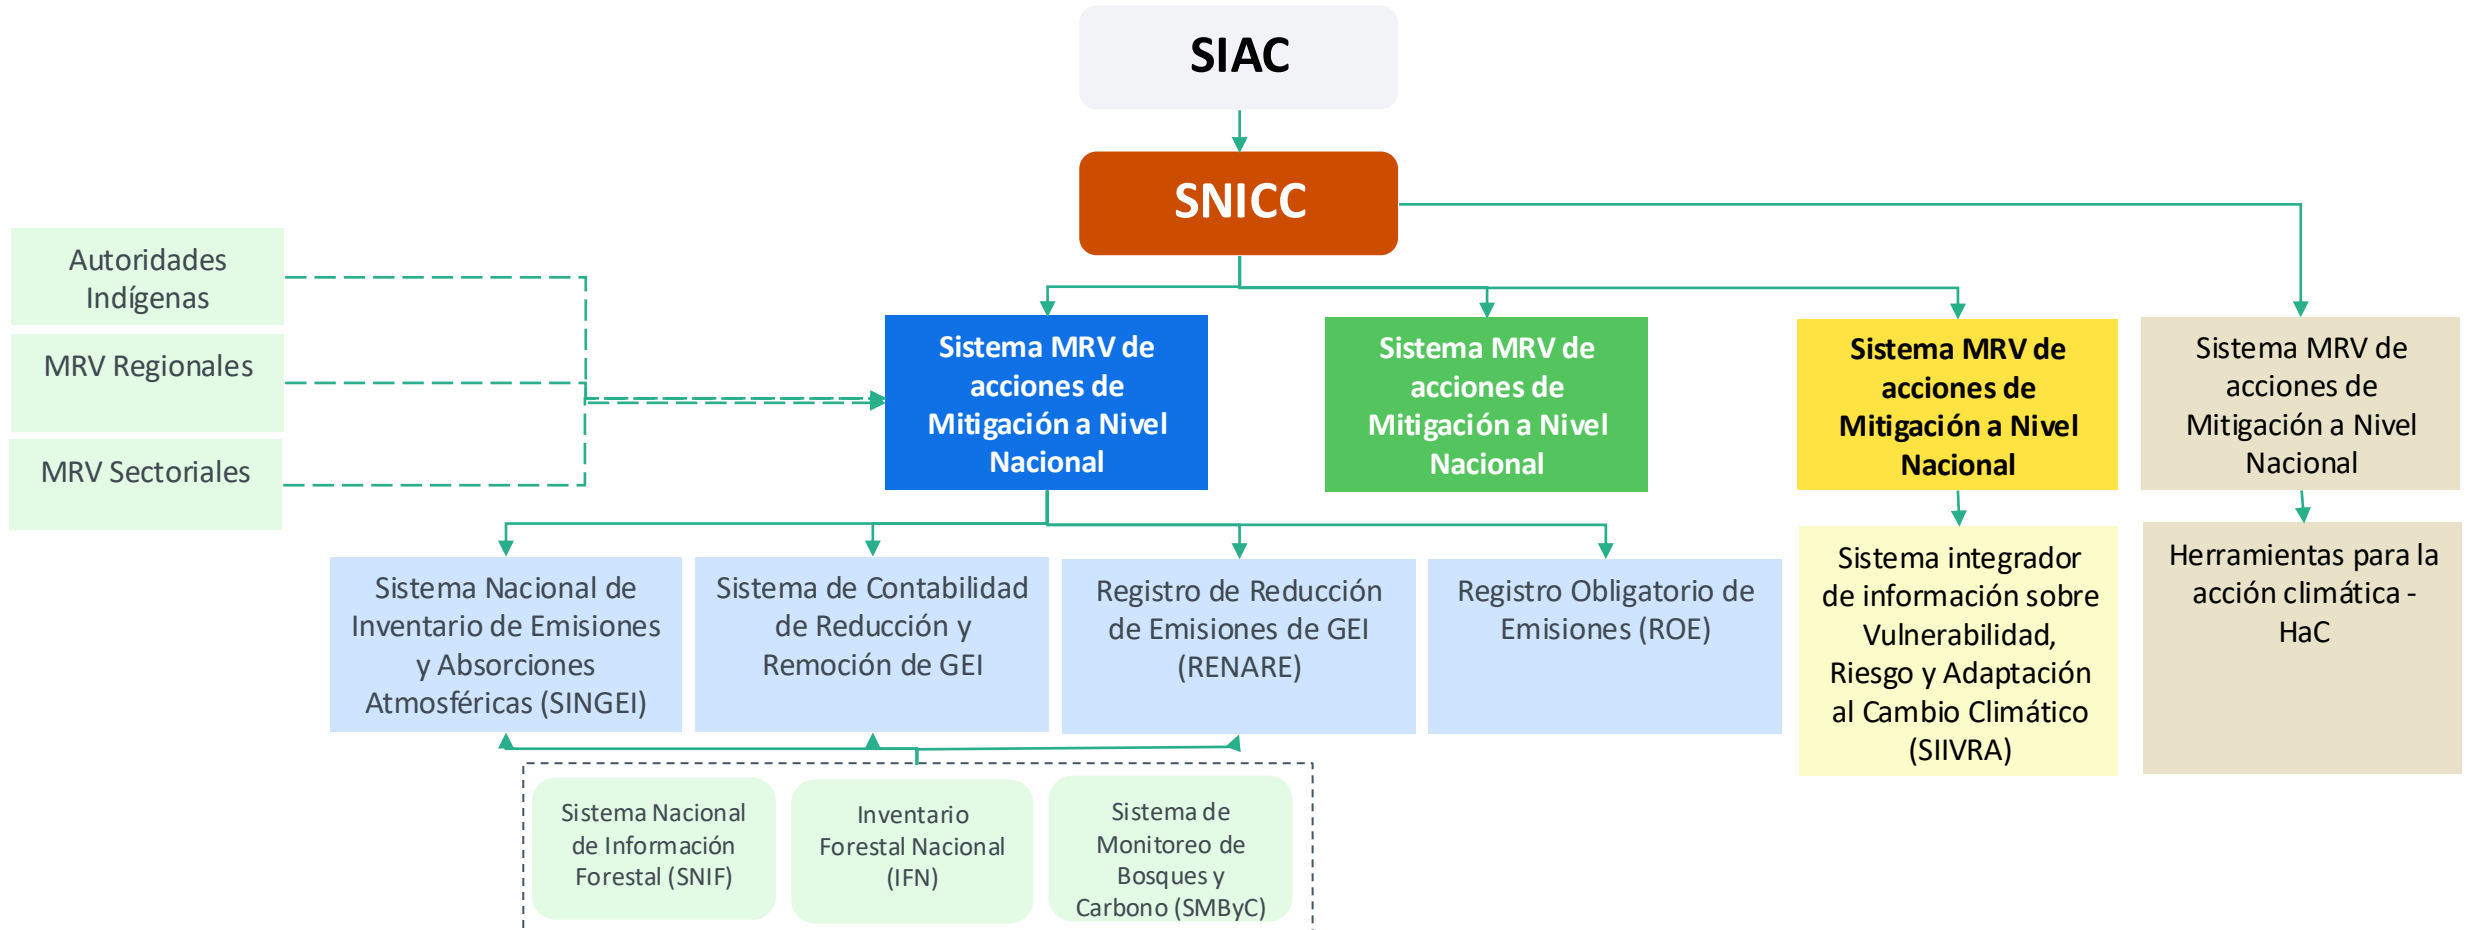 SIAC
SNICC
Autoridades
Indígenas
MRV Regionales
MRV Sectoriales
Sistema MRV de
acciones de
Mitigación a Nivel
Nacional
Sistema MRV de
acciones de
Mitigación a Nivel
Nacional
Sistema MRV de
acciones de
Mitigación a Nivel
Nacional
Sistema MRV de
acciones de
Mitigación a Nivel
Nacional
Sistema Nacional de
Inventario de Emisiones
y Absorciones
Atmosféricas (SINGEI)
Sistema de Contabilidad
de Reducción y
Remoción de GEI
Registro de Reducción
de Emisiones de GEI
(RENARE)
Registro Obligatorio de
Emisiones (ROE)
Sistema integrador
de información sobre
Vulnerabilidad,
Riesgo y Adaptación
al Cambio Climático
(SIIVRA)
Herramientas para la
acción climática -
HaC
Sistema Nacional
de Información
Forestal (SNIF)
Inventario
Forestal Nacional
(IFN)
Sistema de
Monitoreo de
Bosques y
Carbono (SMByC)